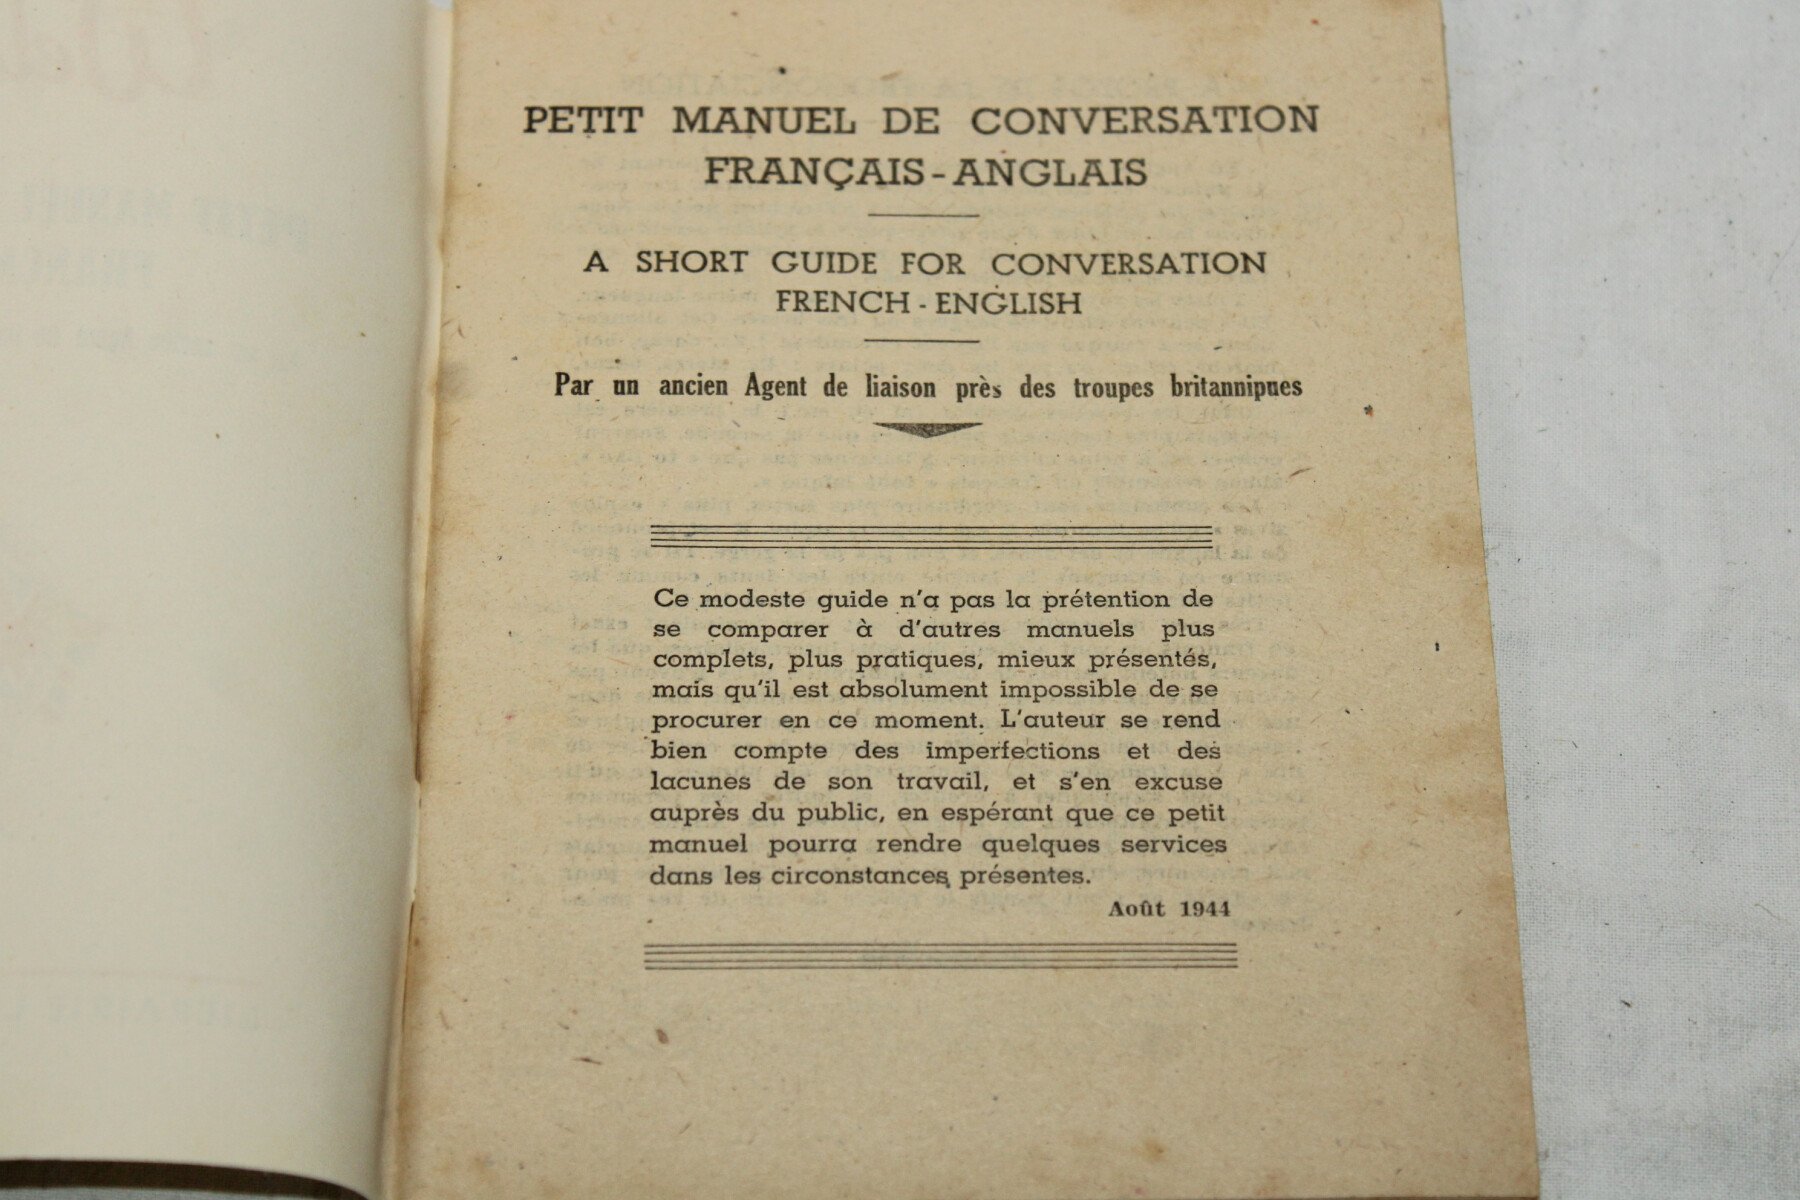 PETIT MANUEL DE CONVERSATION
FRANÇAIS-ANGLAIS
A SHORT GUIDE FOR CONVERSATION
FRENCH-ENGLISH
Par un ancien Agent de liaison près des troupes britannipues
Ce modeste guide n'a pas la prétention de
se comparer à d'autres manuels plus
complets, plus pratiques, mieux présentés,
mais qu'il est absolument impossible de se
procurer en ce moment. L'auteur se rend
bien compte des imperfections et des
lacunes de son travail, et s'en excuse
auprès du public, en espérant que ce petit
manuel pourra rendre quelques services
dans les circonstances présentes.
Août 1944